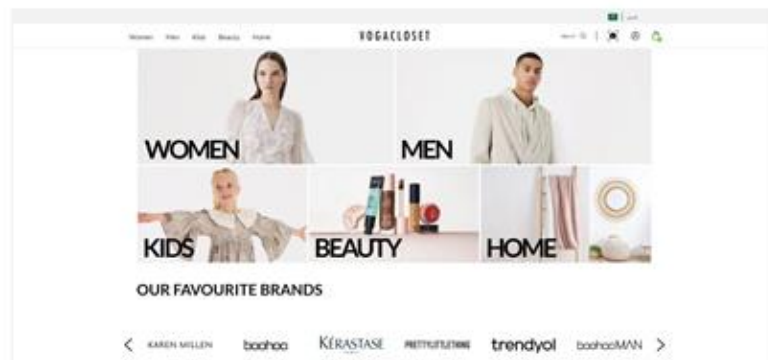 Women Men Kids Beauty Home VOGACLOSET
WOMEN MEN
KIDS BEAUTY HOME
OUR FAVOURITE BRANDS
KAREN MILLEN boohoo KÉRASTASE PRETTYLITTLETHING trendyol boohooMAN